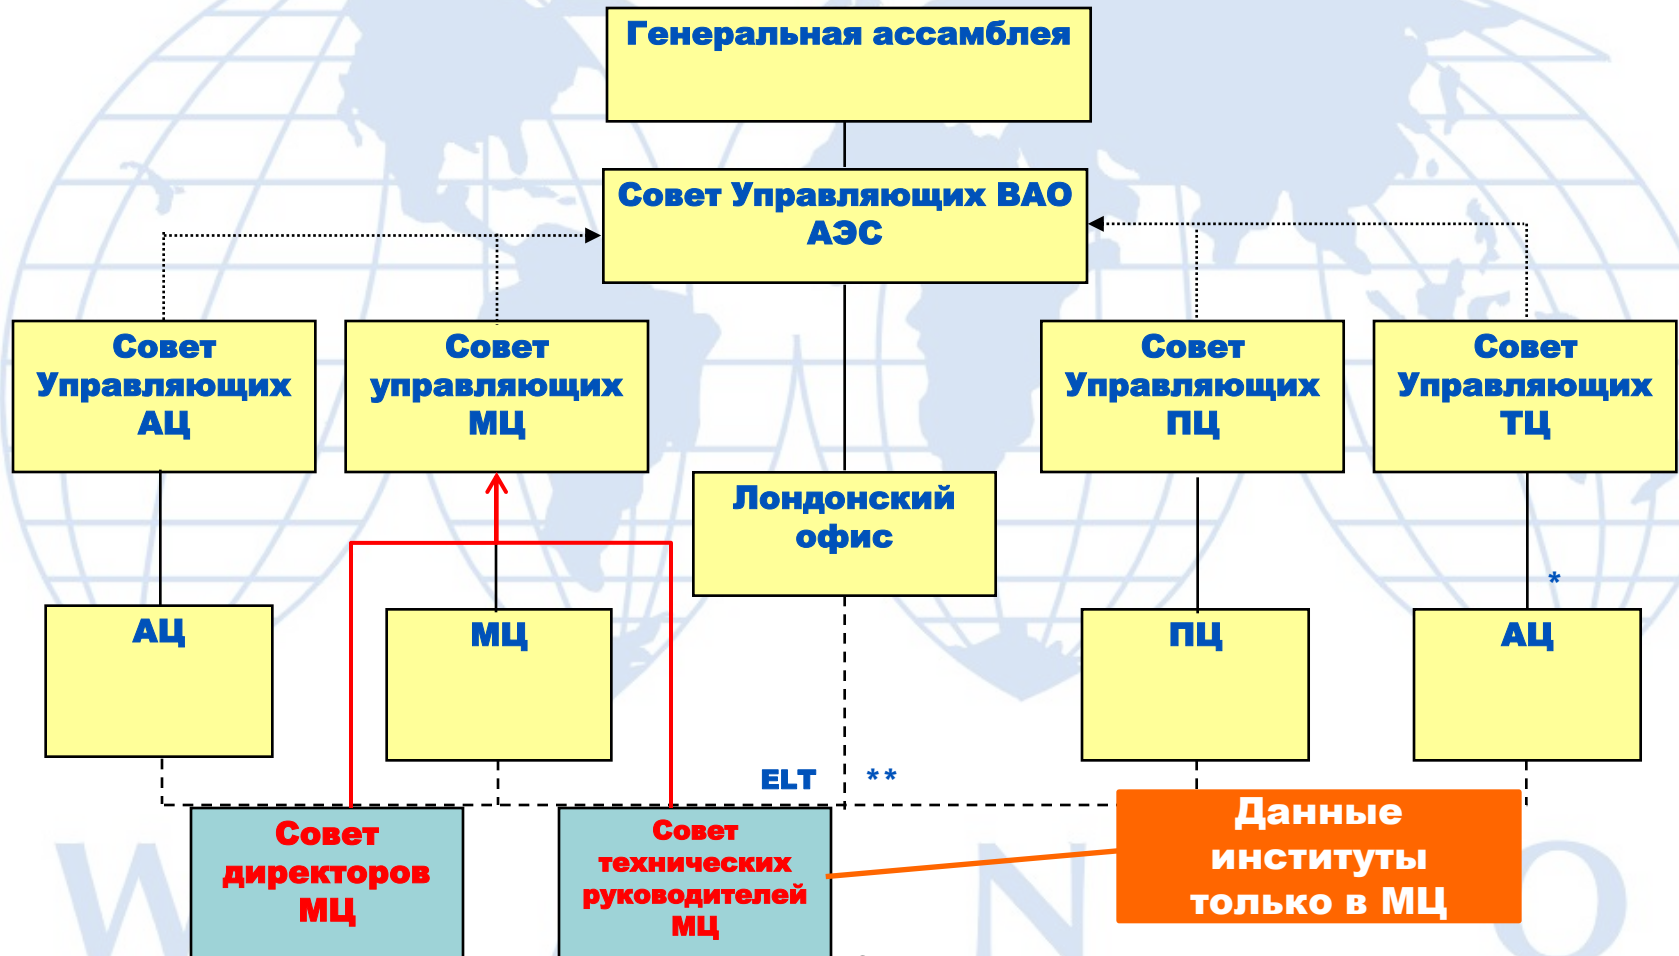 Генеральная ассамблея
Совет Управляющих ВАО
АЭС
Совет
Управляющих
АЦ
Совет
управляющих
МЦ
Совет
Управляющих
ПЦ
Совет
Управляющих
ТЦ
Лондонский
офис
*
АЦ
МЦ
ПЦ
АЦ
ELT **
Совет
директоров
МЦ
Совет
технических
руководителей
МЦ
Данные
институты
только в МЦ
W A N O